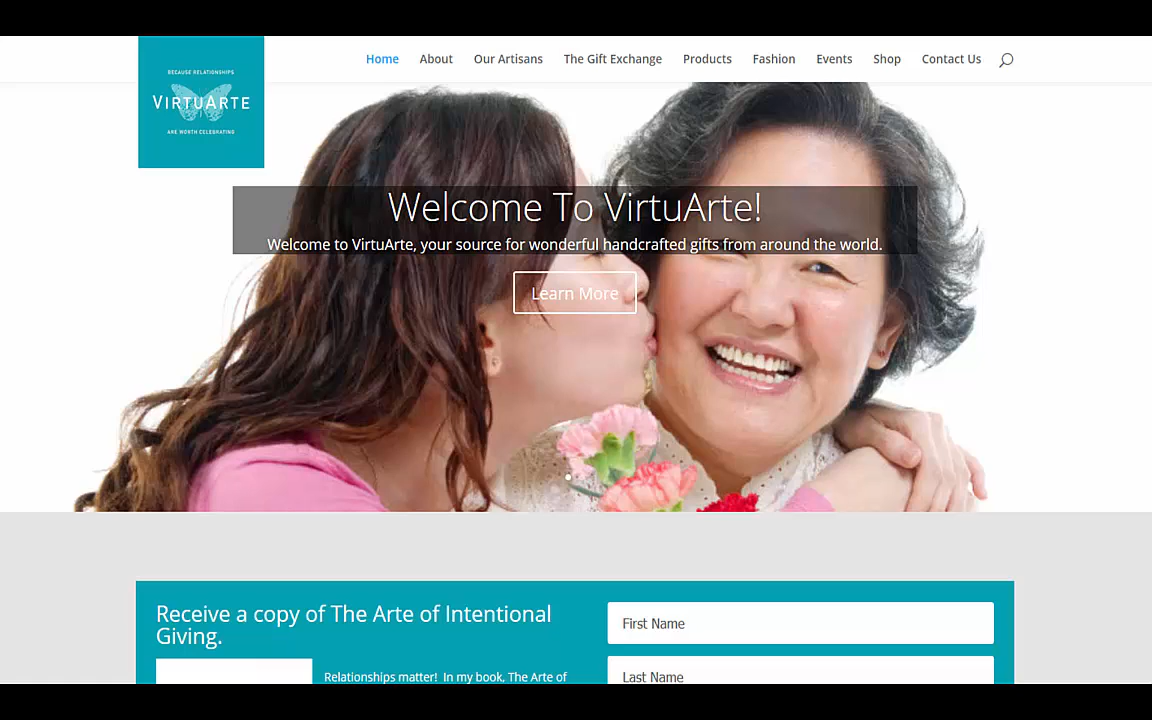 Home About Our Artisans The Gift Exchange Products Fashion Events Shop Contact Us
BECAUSE RELATIONSHIPS
VIRTUARTE
ARE WORTH CELEBRATING
Welcome To VirtuArte!
Welcome to VirtuArte, your source for wonderful handcrafted gifts from around the world.
Learn More
Receive a copy of The Arte of Intentional
Giving.
Relationships matter! In my book, The Arte of
First Name
Last Name